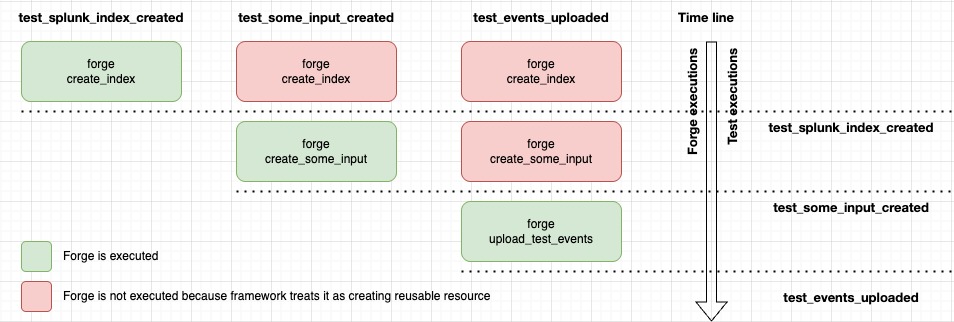 test_splunk_index_created
test_some_input_created
test_events_uploaded
Time line
forge
create_index
forge
create_index
forge
create_index
Forge executions
Test executions
test_splunk_index_created
forge
create_some_input
forge
create_some_input
test_some_input_created
forge
upload_test_events
Forge is executed
Forge is not executed because framework treats it as creating reusable resource
test_events_uploaded